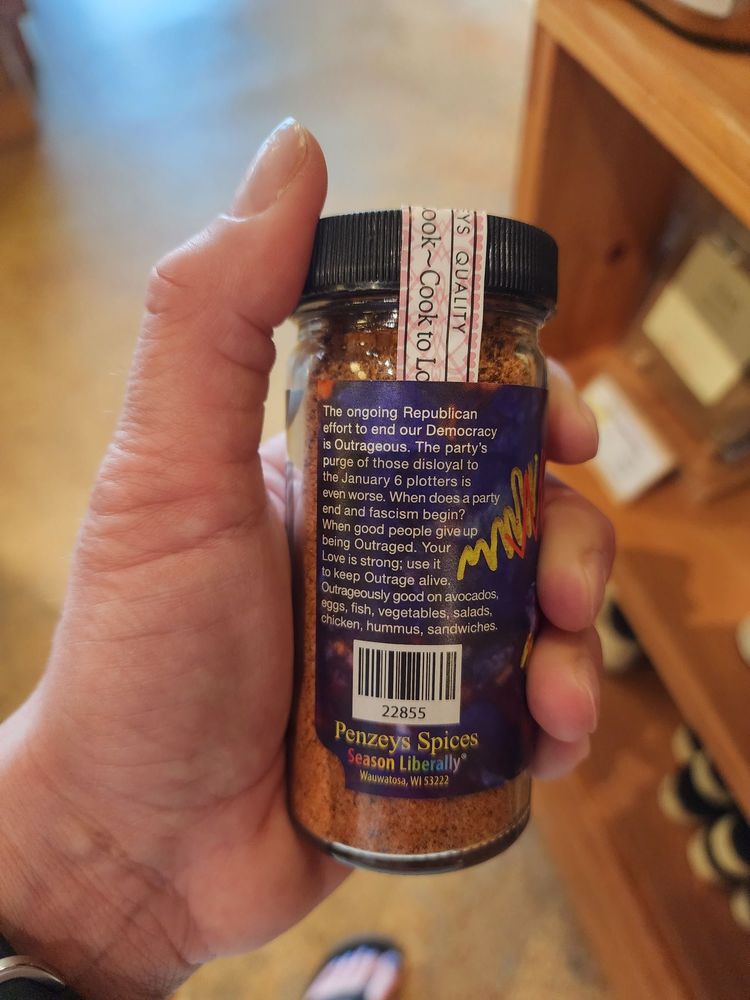 YS QUALITY
ook~Cook to Lo
The ongoing Republican
effort to end our Democracy
is Outrageous. The party's
purge of those disloyal to
the January 6 plotters is
even worse. When does a party
end and fascism begin?
When good people give up
being Outraged. Your
Love is strong; use it
to keep Outrage alive.
Outrageously good on avocados,
eggs, fish, vegetables, salads,
chicken, hummus, sandwiches.
22855
Penzeys Spices
Season Liberally®
Wauwatosa, WI 53222